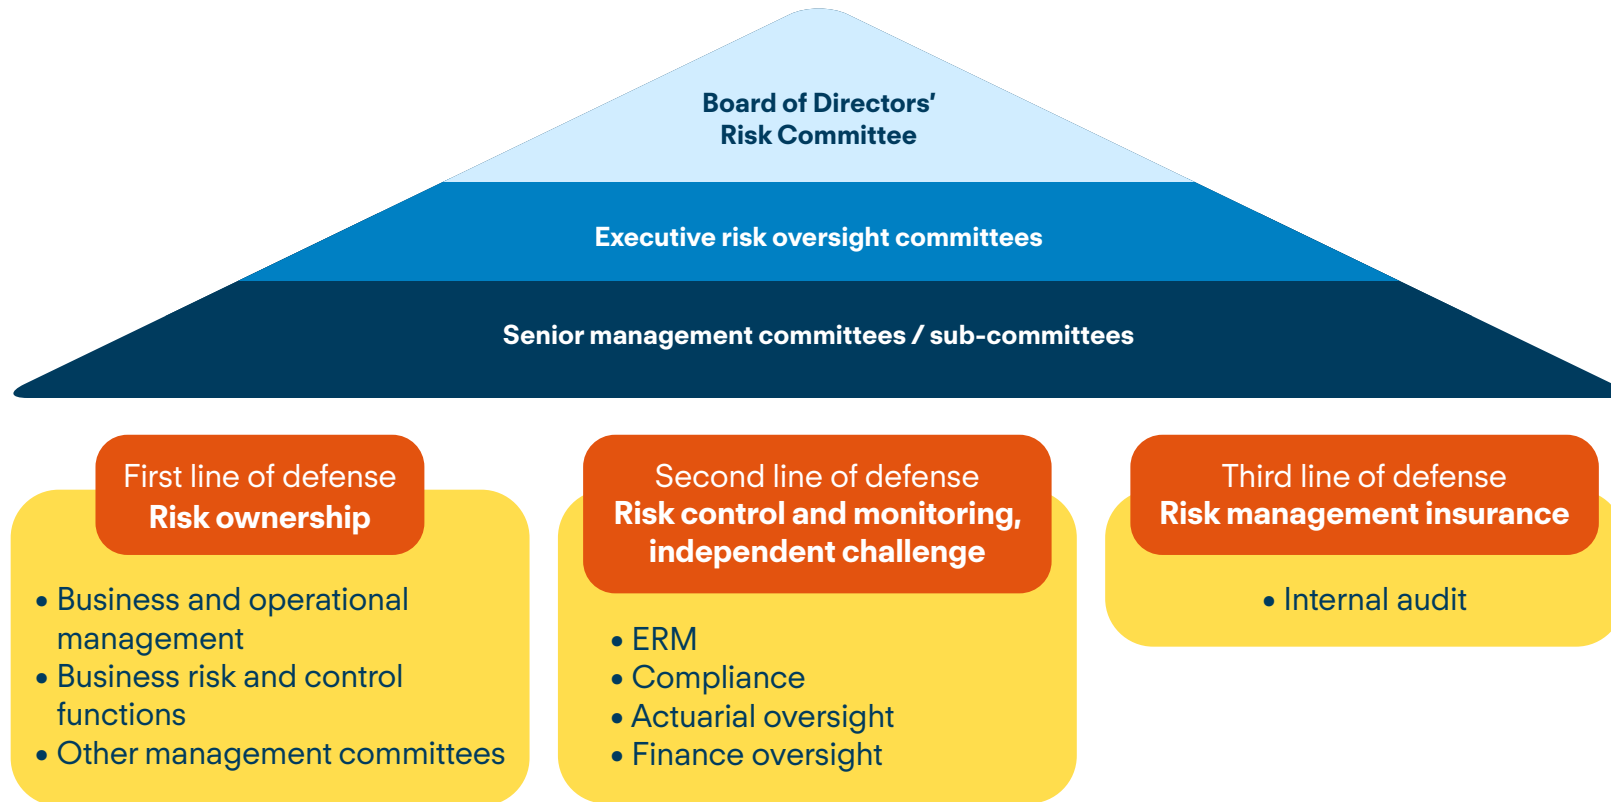 Board of Directors'
Risk Committee
Executive risk oversight committees
Senior management committees / sub-committees
First line of defense
Risk ownership
• Business and operational
management
• Business risk and control
functions
• Other management committees
Second line of defense
Risk control and monitoring,
independent challenge
• ERM
• Compliance
• Actuarial oversight
• Finance oversight
Third line of defense
Risk management insurance
• Internal audit